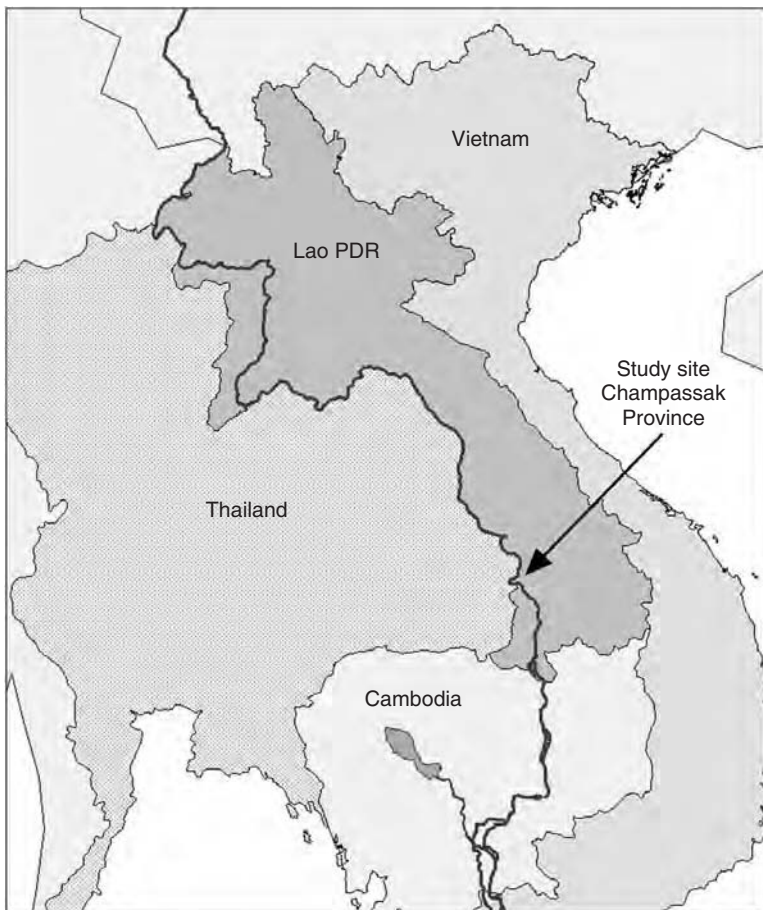 Vietnam
Lao PDR
Study site
Champassak
Province
Thailand
Cambodia